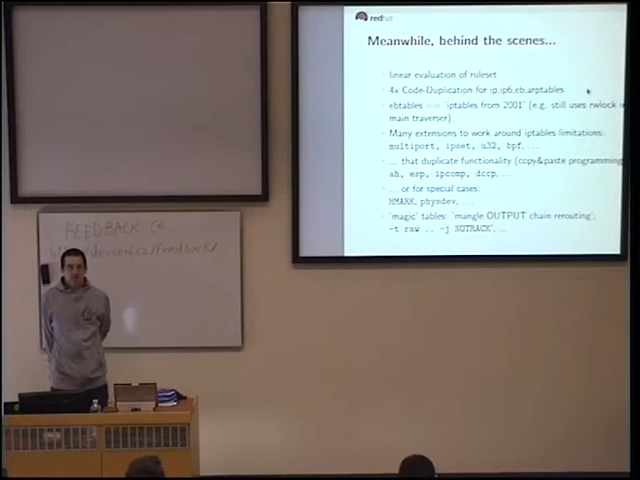 redhat
Meanwhile, behind the scenes...
linear evaluation of ruleset
4x Code-Duplication for ip,ip6,eb,arptables
ebtables == 'iptables from 2001' (e.g. still uses rwlock in
main traverser)
Many extensions to work around iptables limitations:
multiport, ipset, u32, bpf, ...
... that duplicate functionality (copy&paste programming
ah, esp, ipcomp, dccp, ...
... or for special cases:
HMARK, physdev, ...
'magic' tables: 'mangle OUTPUT chain rerouting',
-t raw .. -j NOTRACK', ...
FEEDBACK @
devconf.cz/feedback/